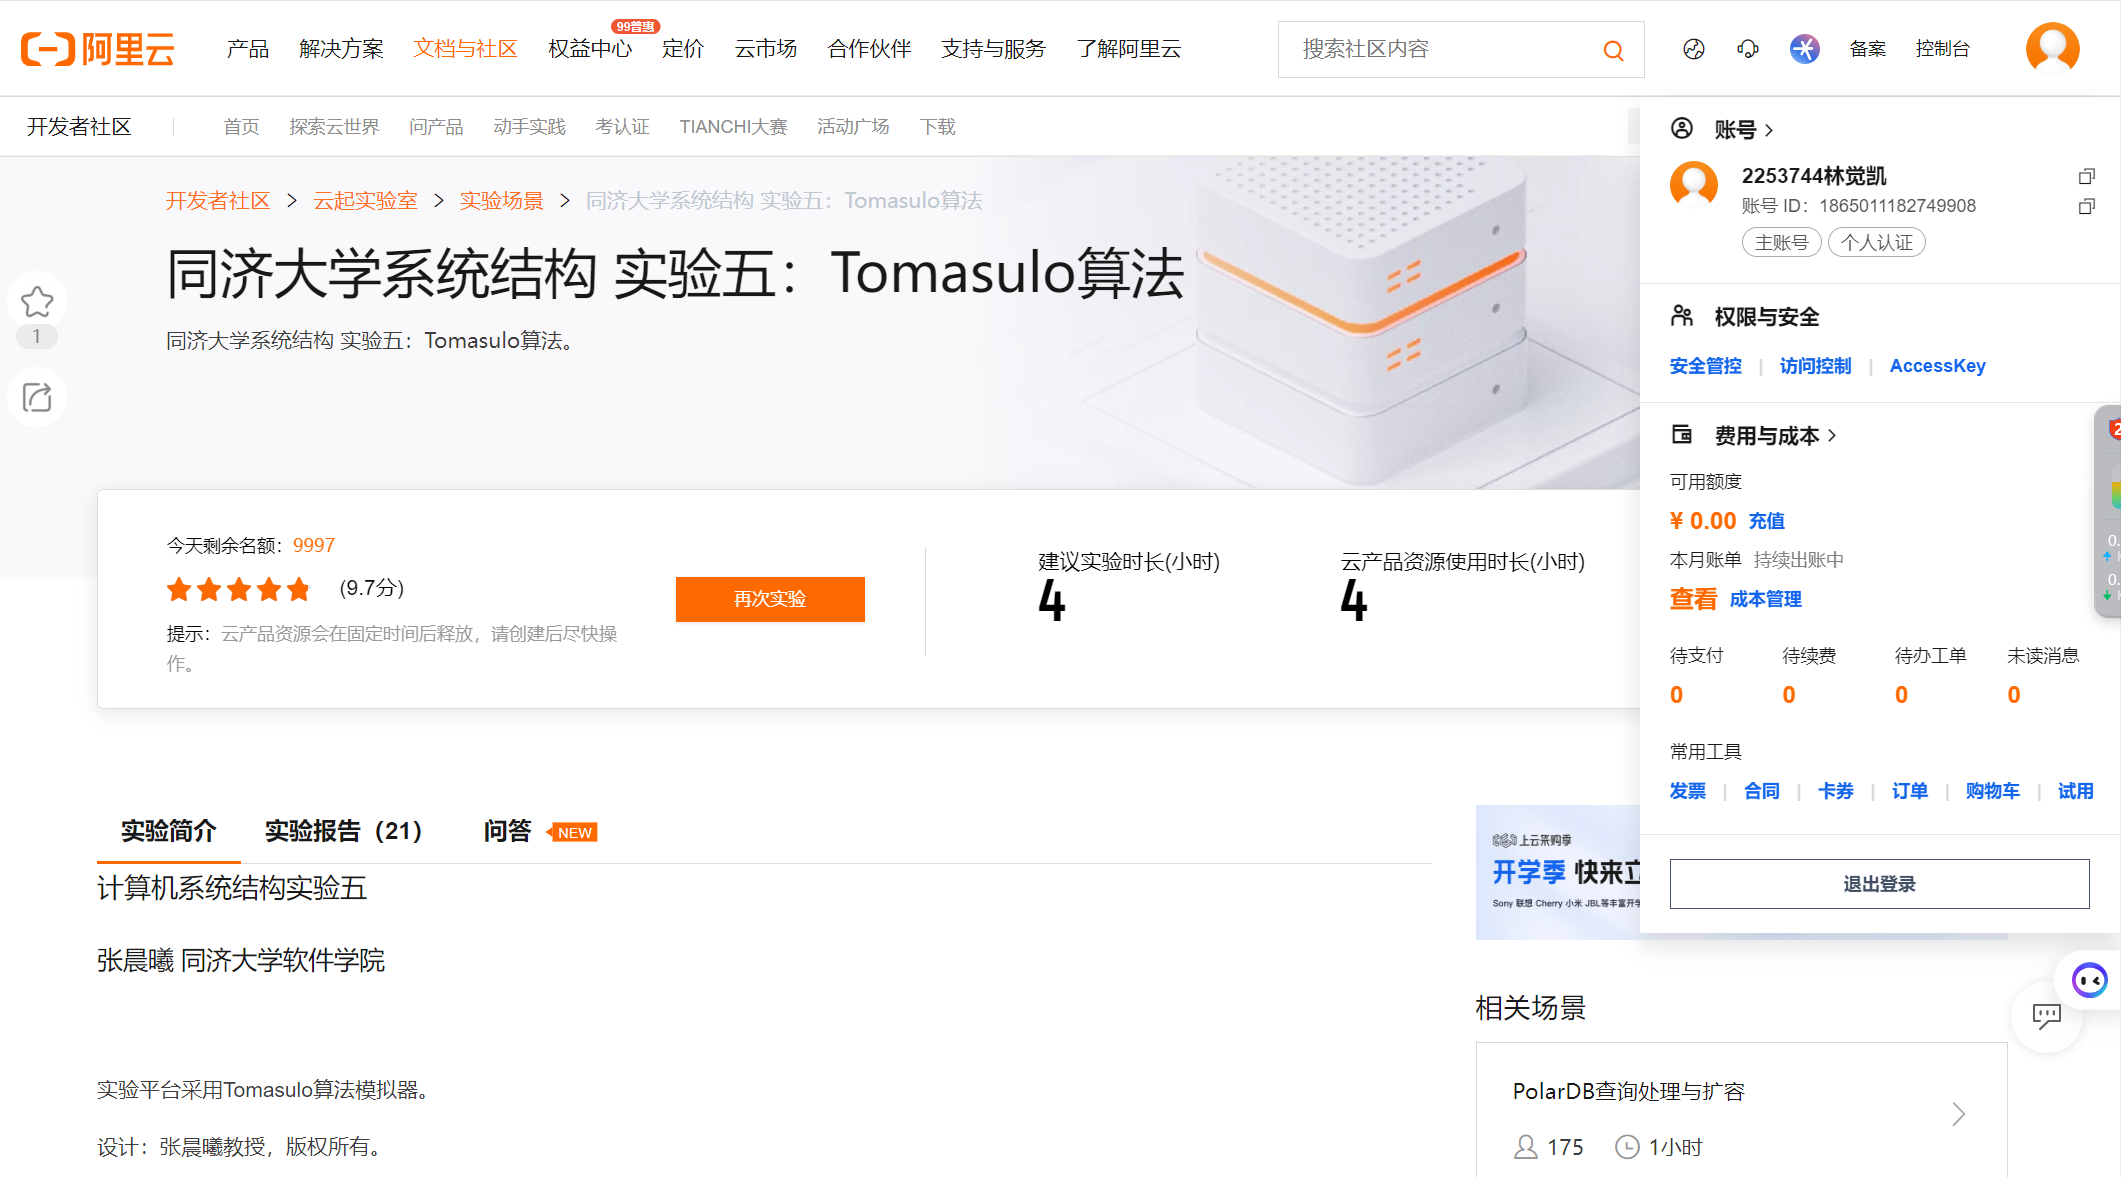 阿里云 产品 解决方案 文档与社区 权益中心 99普惠 定价 云市场 合作伙伴 支持与服务 了解阿里云 搜索社区内容 备案 控制台
开发者社区 首页 探索云世界 问产品 动手实践 考认证 TIANCHI大赛 活动广场 下载
开发者社区 > 云起实验室 > 实验场景 > 同济大学系统结构 实验五：Tomasulo算法
同济大学系统结构 实验五：Tomasulo算法
同济大学系统结构 实验五：Tomasulo算法。
1
今天剩余名额：9997
(9.7分)
提示：云产品资源会在固定时间后释放，请创建后尽快操
作。
再次实验
建议实验时长(小时)
4
云产品资源使用时长(小时)
4
账号 >
2253744林觉凯
账号 ID：1865011182749908
主账号 个人认证
权限与安全
安全管控 | 访问控制 | AccessKey
费用与成本 >
可用额度
¥ 0.00 充值
本月账单 持续出账中
查看 成本管理
待支付 待续费 待办工单 未读消息
0 0 0 0
常用工具
发票 | 合同 | 卡券 | 订单 | 购物车 | 试用
退出登录
实验简介 实验报告（21） 问答 NEW
计算机系统结构实验五
张晨曦 同济大学软件学院
实验平台采用Tomasulo算法模拟器。
设计：张晨曦教授，版权所有。
上云采购季
开学季 快来立
Sony 联想 Cherry 小米 JBL等丰富开学
相关场景
PolarDB查询处理与扩容
175 1小时